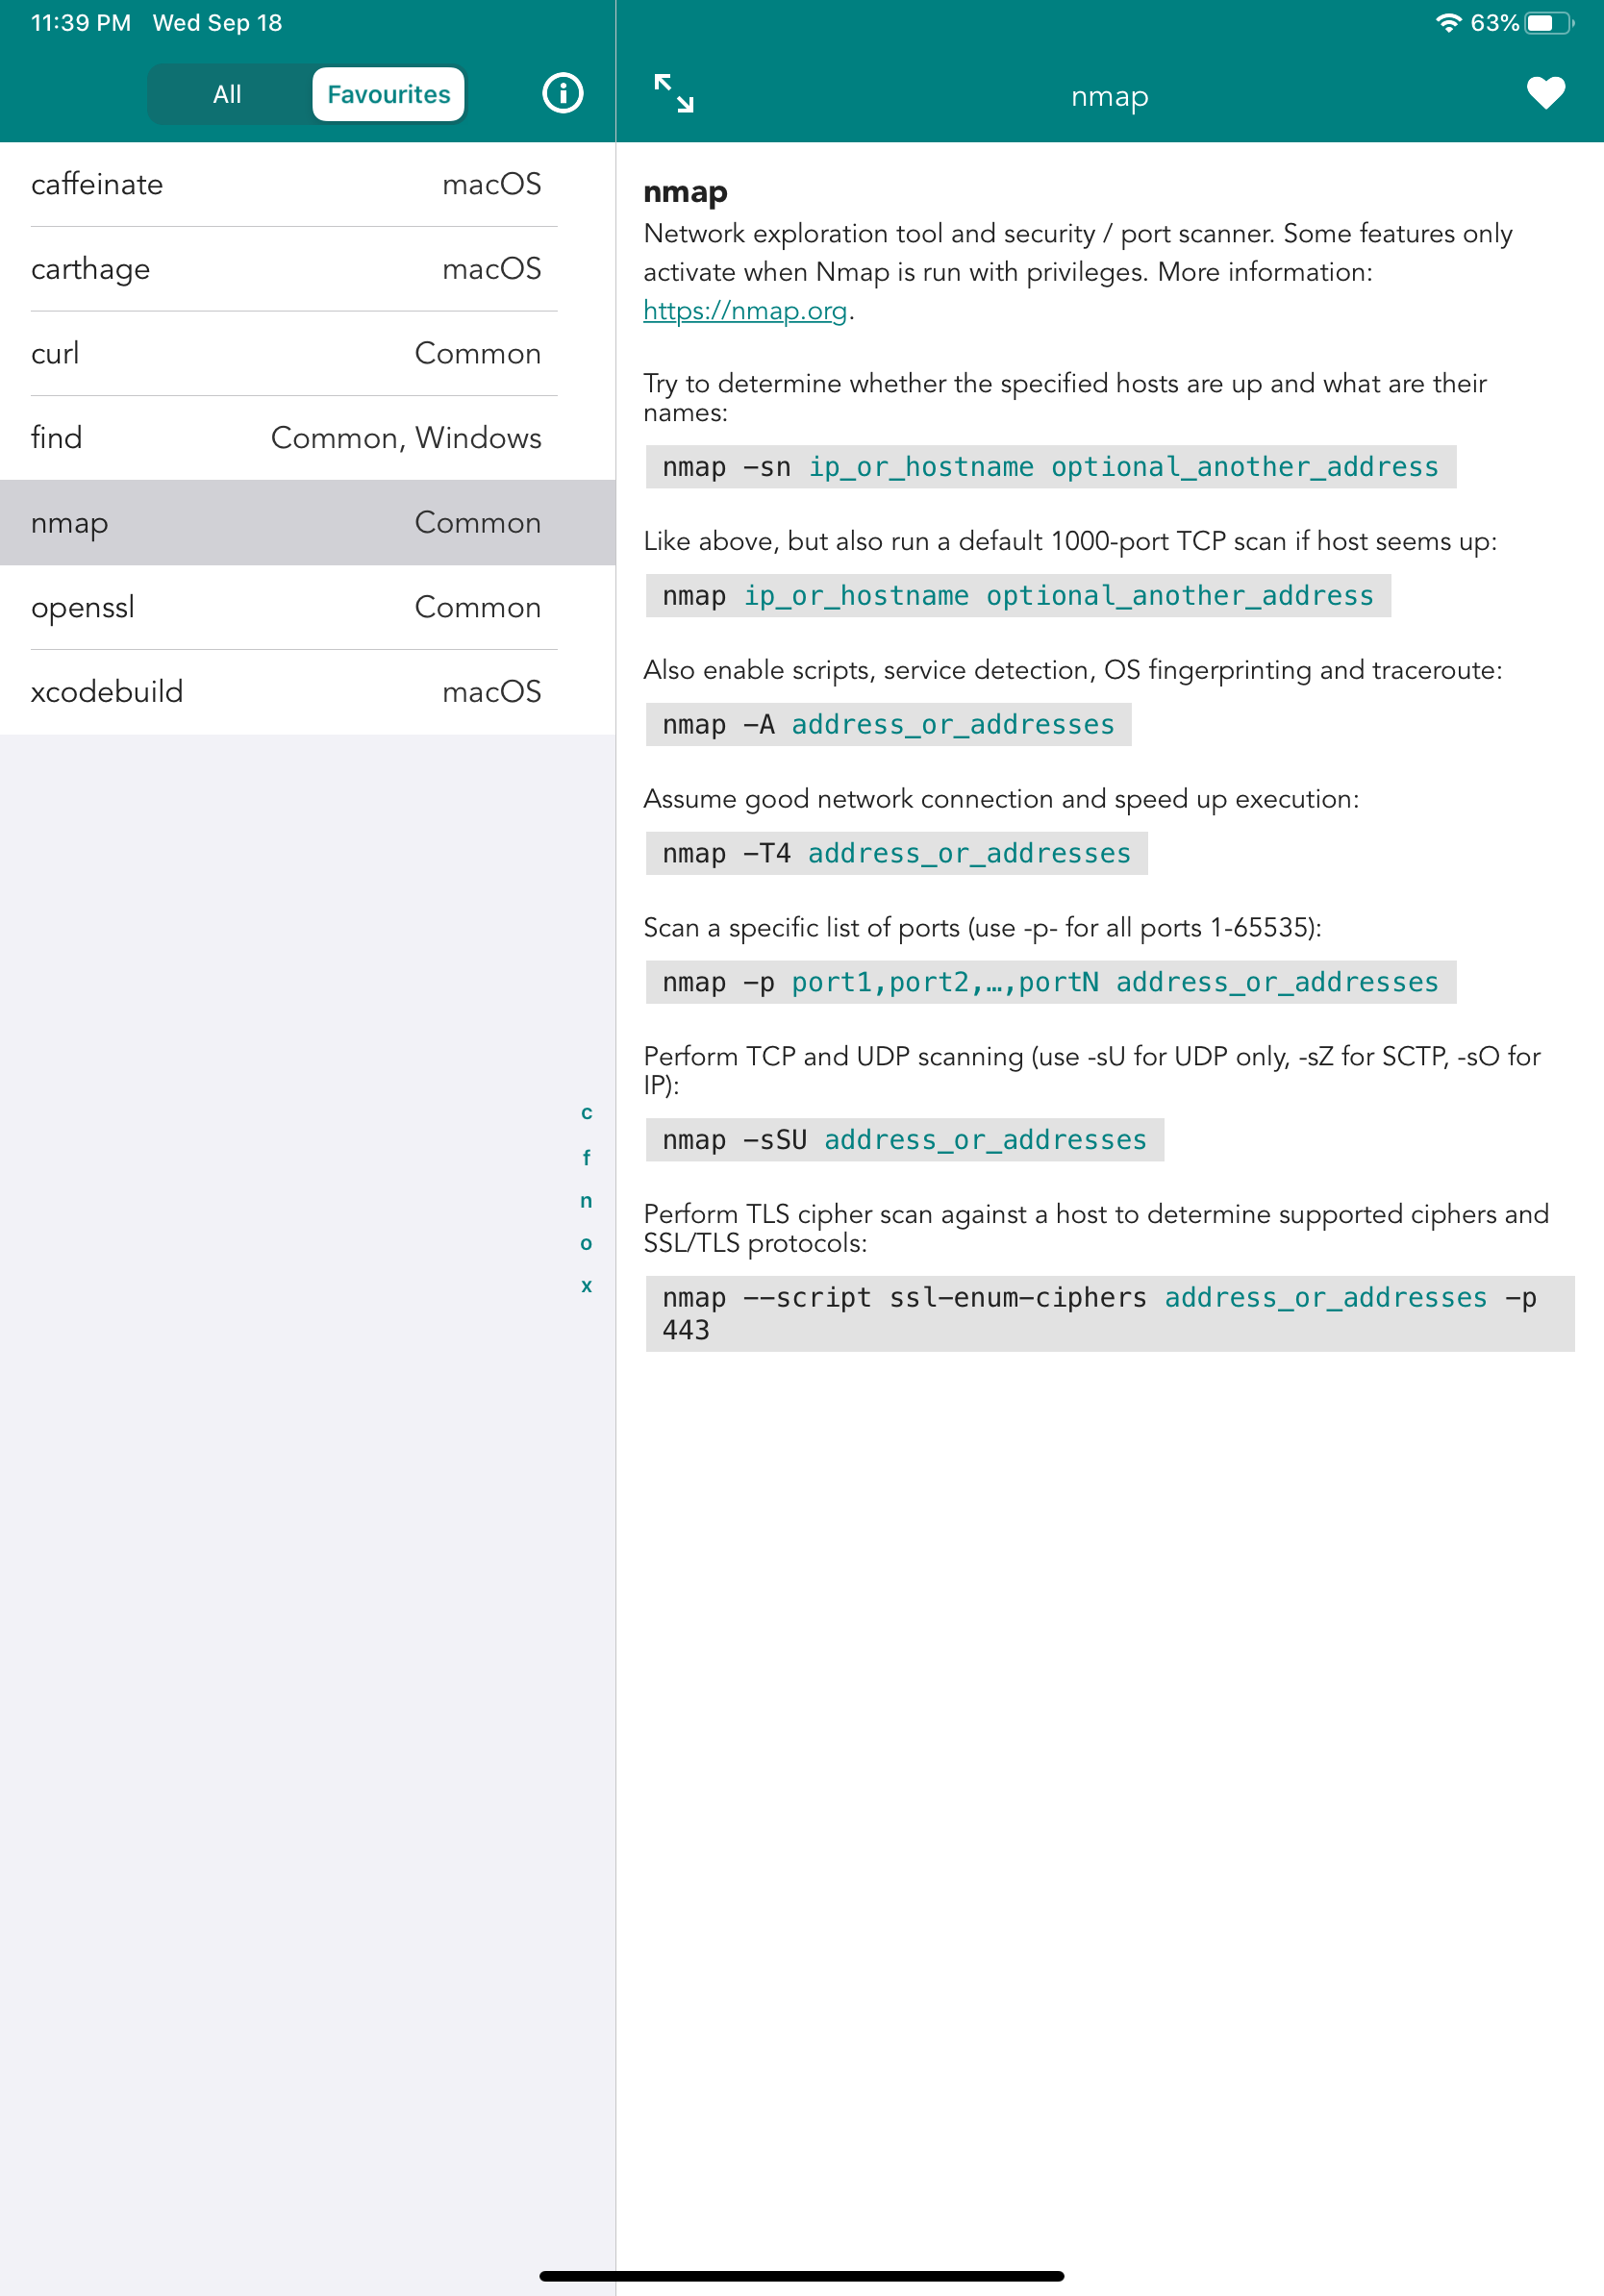 11:39 PM Wed Sep 18
63%
All
Favourites
nmap
caffeinate macOS
carthage macOS
curl Common
find Common, Windows
nmap Common
openssl Common
xcodebuild macOS
c
f
n
o
x
nmap
Network exploration tool and security / port scanner. Some features only
activate when Nmap is run with privileges. More information:
https://nmap.org.
Try to determine whether the specified hosts are up and what are their
names:
nmap -sn ip_or_hostname optional_another_address
Like above, but also run a default 1000-port TCP scan if host seems up:
nmap ip_or_hostname optional_another_address
Also enable scripts, service detection, OS fingerprinting and traceroute:
nmap -A address_or_addresses
Assume good network connection and speed up execution:
nmap -T4 address_or_addresses
Scan a specific list of ports (use -p- for all ports 1-65535):
nmap -p port1,port2,…,portN address_or_addresses
Perform TCP and UDP scanning (use -sU for UDP only, -sZ for SCTP, -sO for
IP):
nmap -sSU address_or_addresses
Perform TLS cipher scan against a host to determine supported ciphers and
SSL/TLS protocols:
nmap --script ssl-enum-ciphers address_or_addresses -p
443